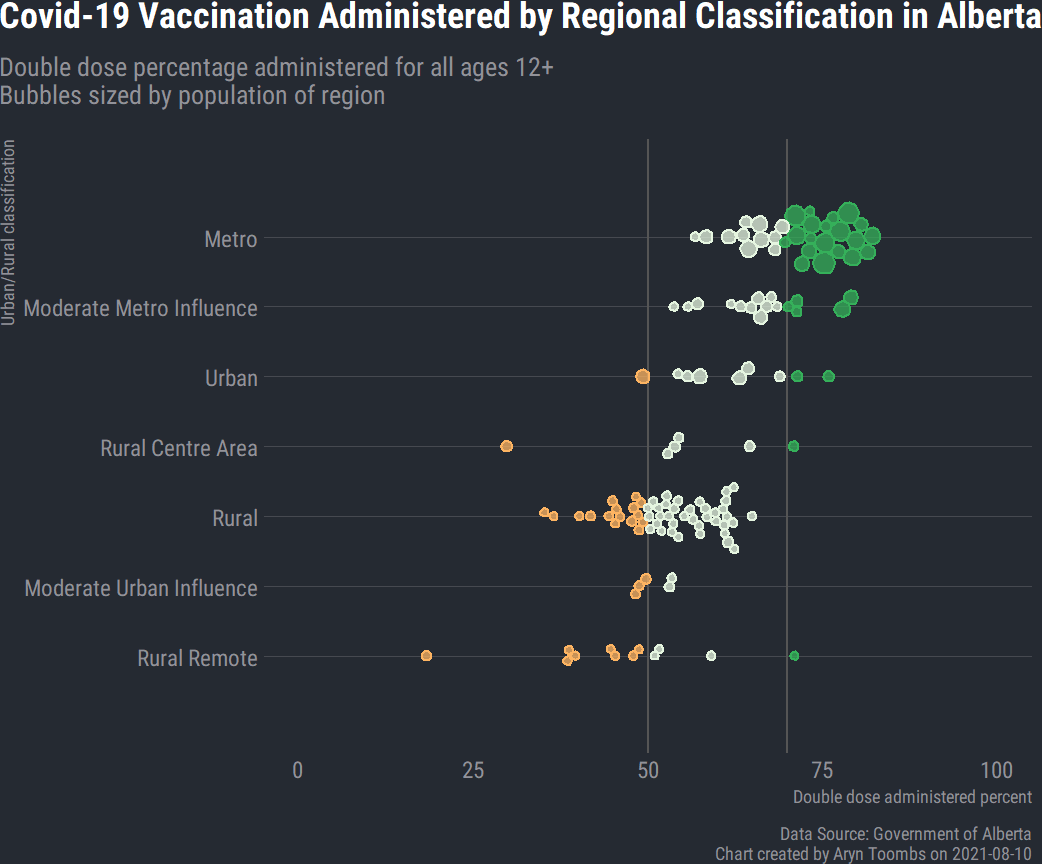 Covid-19 Vaccination Administered by Regional Classification in Alberta
Double dose percentage administered for all ages 12+
Bubbles sized by population of region
Urban/Rural classification
Metro
Moderate Metro Influence
Urban
Rural Centre Area
Rural
Moderate Urban Influence
Rural Remote
0 25 50 75 100
Double dose administered percent
Data Source: Government of Alberta
Chart created by Aryn Toombs on 2021-08-10